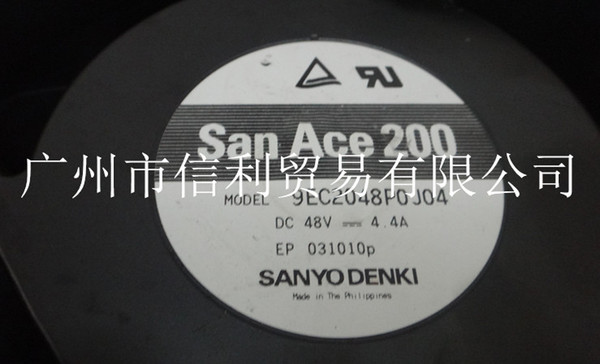 San Ace 200
广州市信利贸易有限公司
MODEL 9EC2048P0J04
DC 48V ⎓ 4.4A
EP 031010p
SANYO DENKI
Made in The Philippines